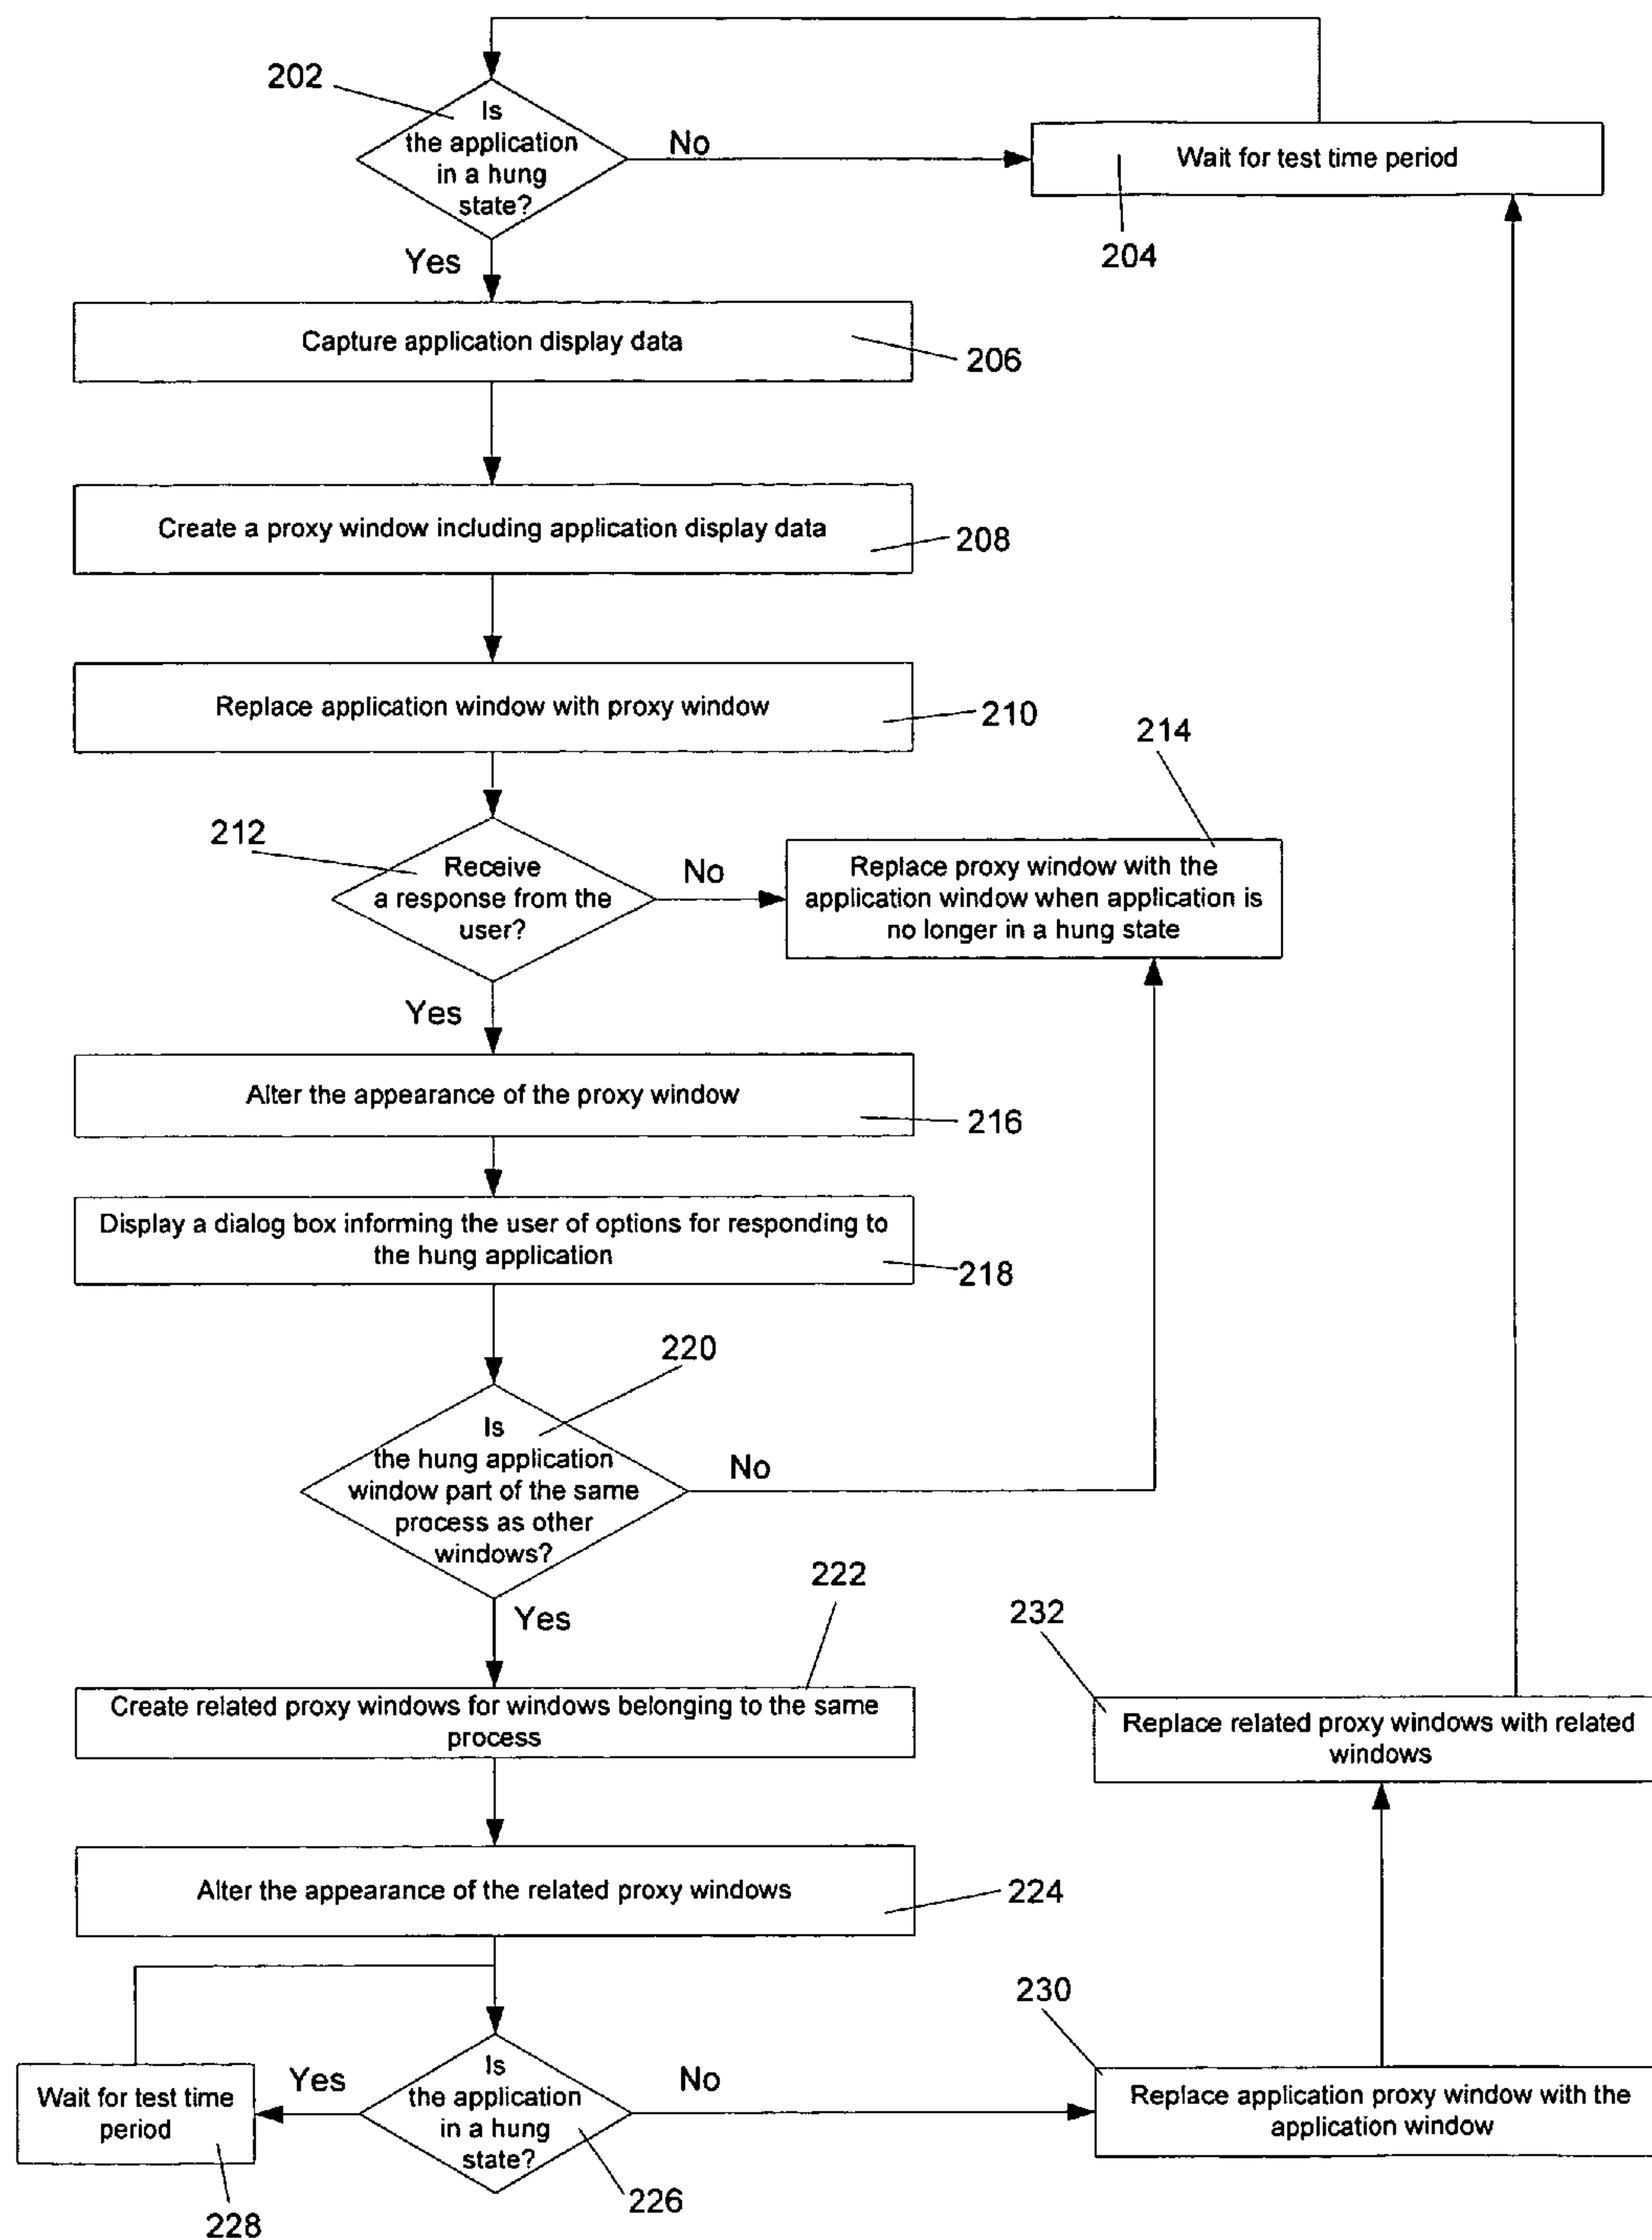 202
Is
the application
in a hung
state?
No
Wait for test time period
204
Yes
Capture application display data
206
Create a proxy window including application display data
208
Replace application window with proxy window
210
214
212
Receive
a response from the
user?
No
Replace proxy window with the
application window when application is
no longer in a hung state
Yes
Alter the appearance of the proxy window
216
Display a dialog box informing the user of options for responding to
the hung application
218
220
Is
the hung application
window part of the same
process as other
windows?
No
Yes
222
Create related proxy windows for windows belonging to the same
process
232
Replace related proxy windows with related
windows
Alter the appearance of the related proxy windows
224
230
Is
the application
in a hung
state?
Yes
No
Wait for test time
period
Replace application proxy window with the
application window
226
228